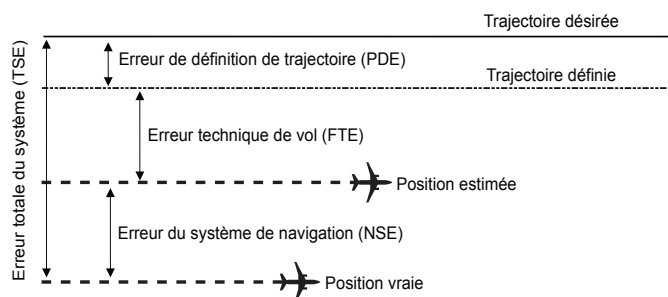 Trajectoire désirée
Erreur de définition de trajectoire (PDE)
Trajectoire définie
Erreur technique de vol (FTE)
Position estimée
Erreur du système de navigation (NSE)
Position vraie
Erreur totale du système (TSE)